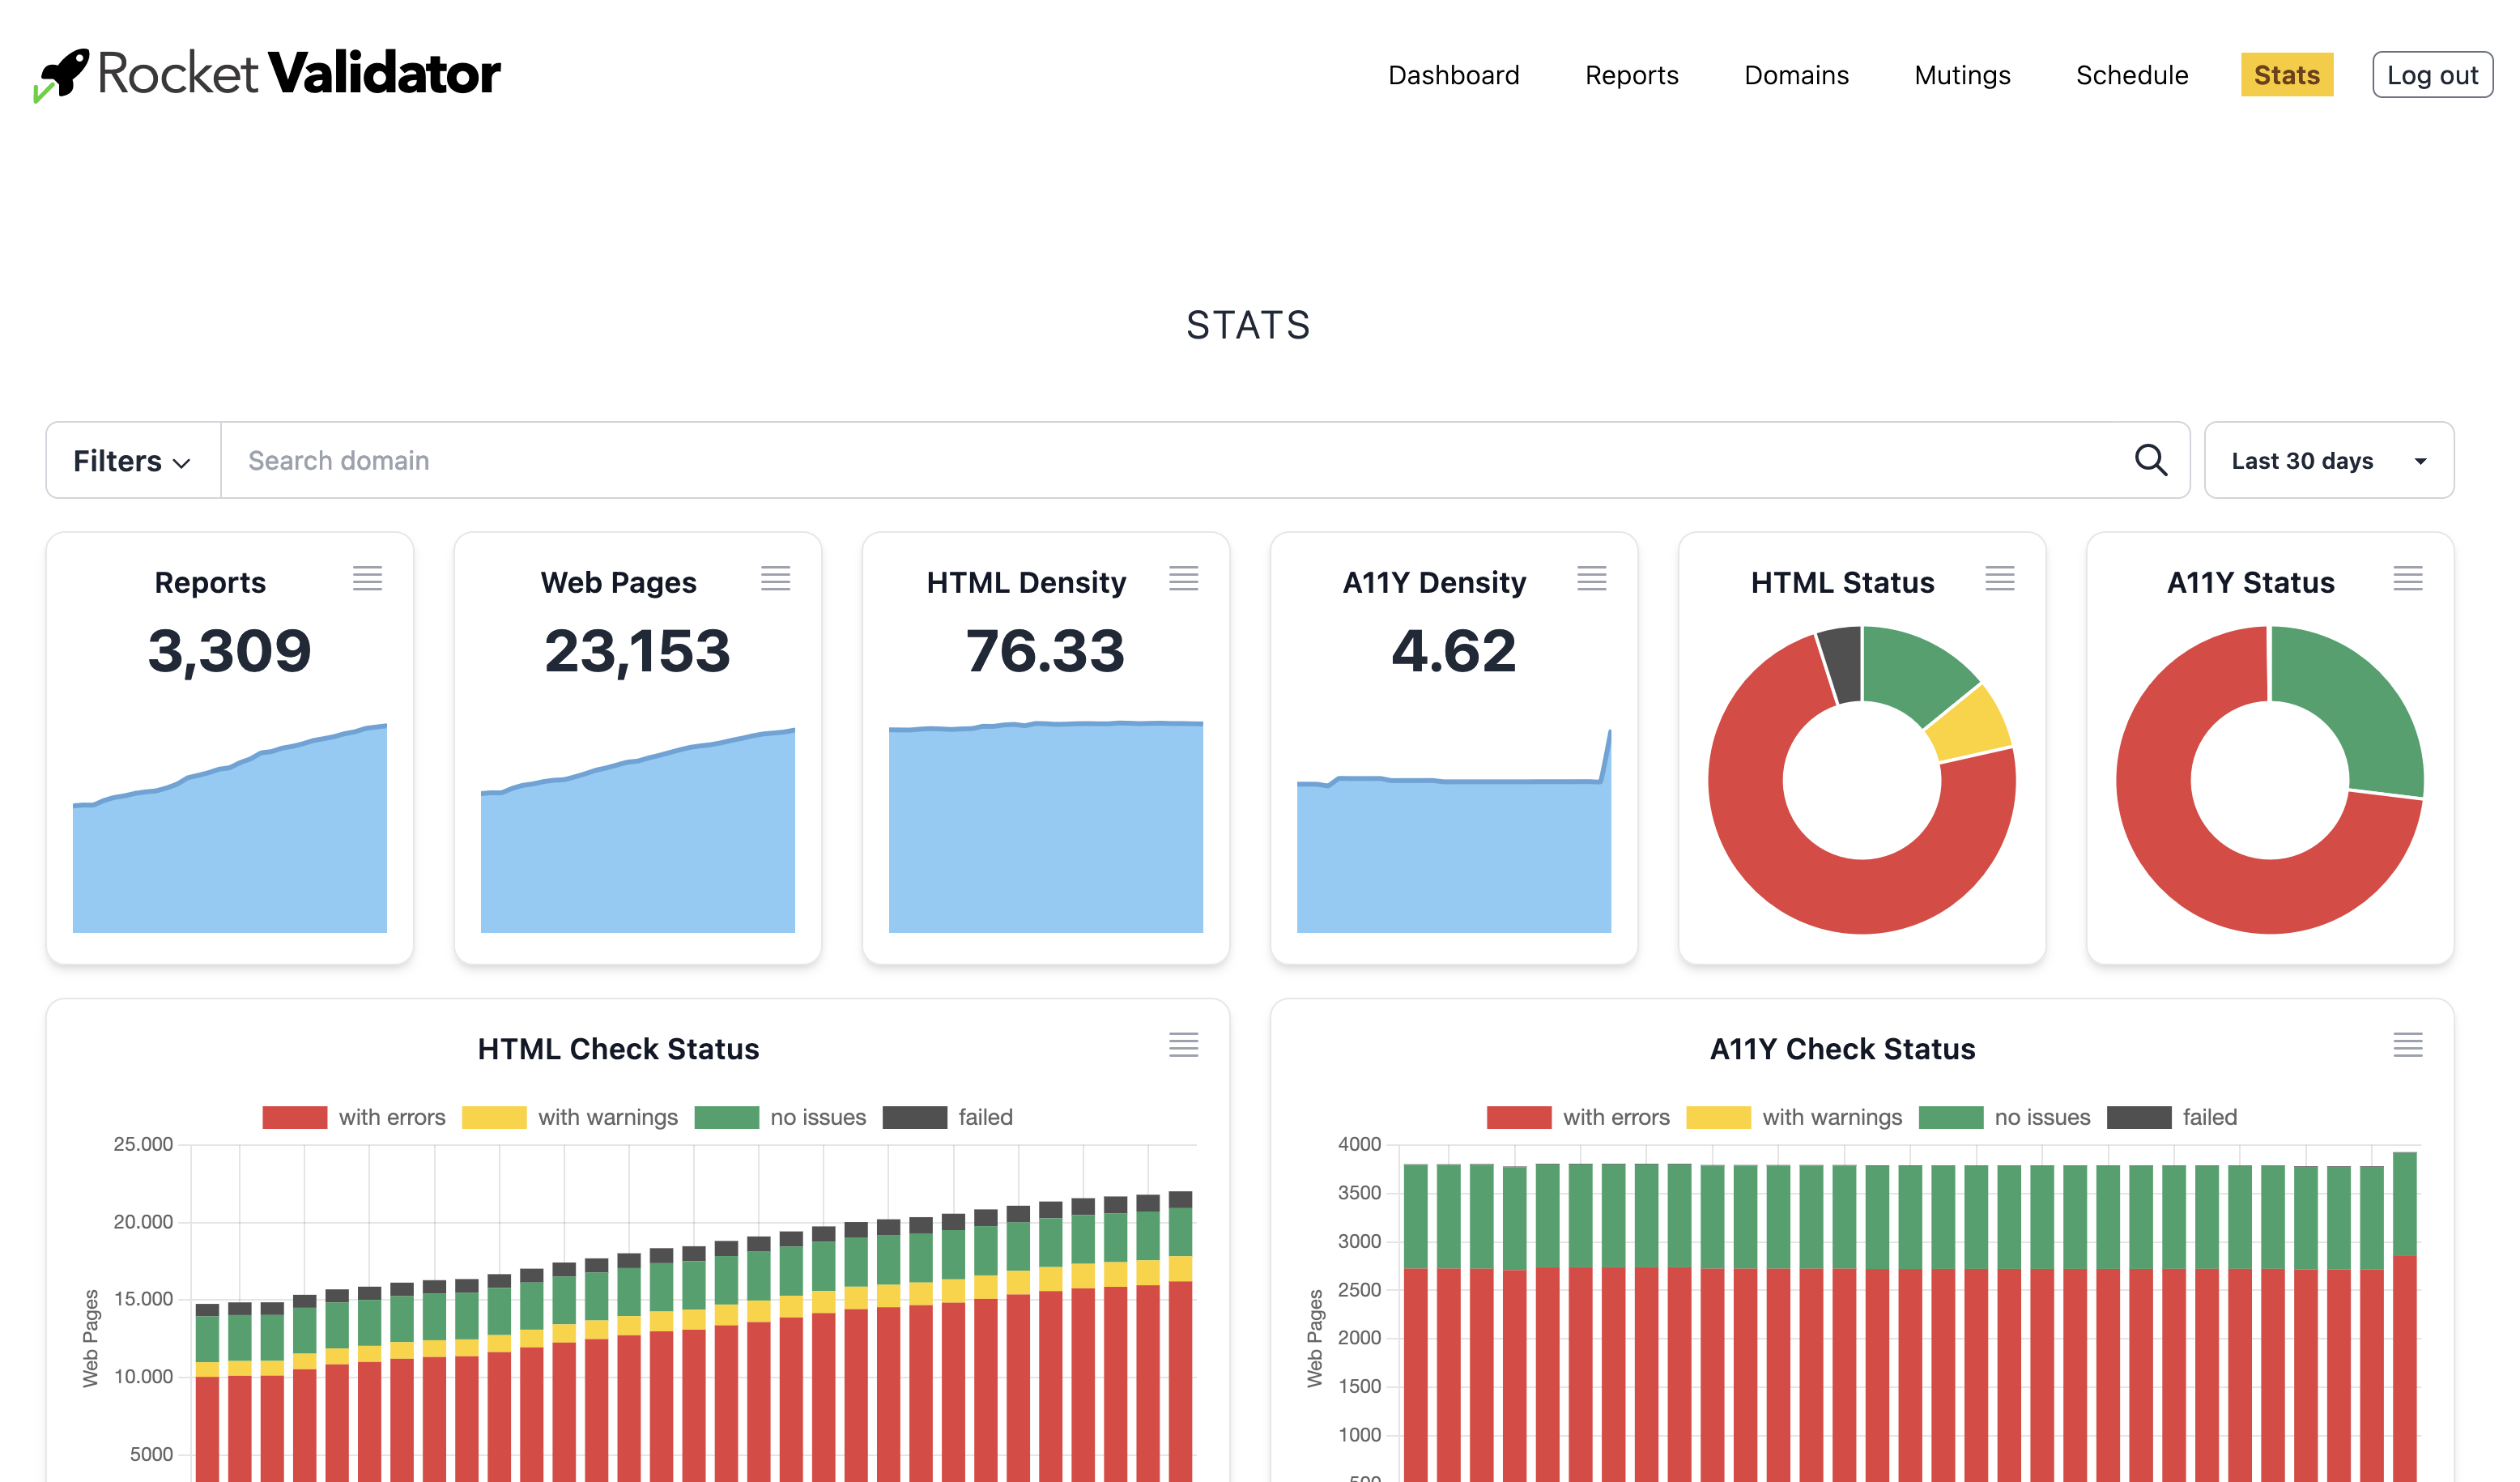 Rocket Validator
Dashboard Reports Domains Mutings Schedule Stats Log out
STATS
Filters Search domain Last 30 days
Reports
3,309
Web Pages
23,153
HTML Density
76.33
A11Y Density
4.62
HTML Status
A11Y Status
HTML Check Status
with errors with warnings no issues failed
25.000
20.000
15.000
10.000
5000
Web Pages
A11Y Check Status
with errors with warnings no issues failed
4000
3500
3000
2500
2000
1500
1000
500
Web Pages